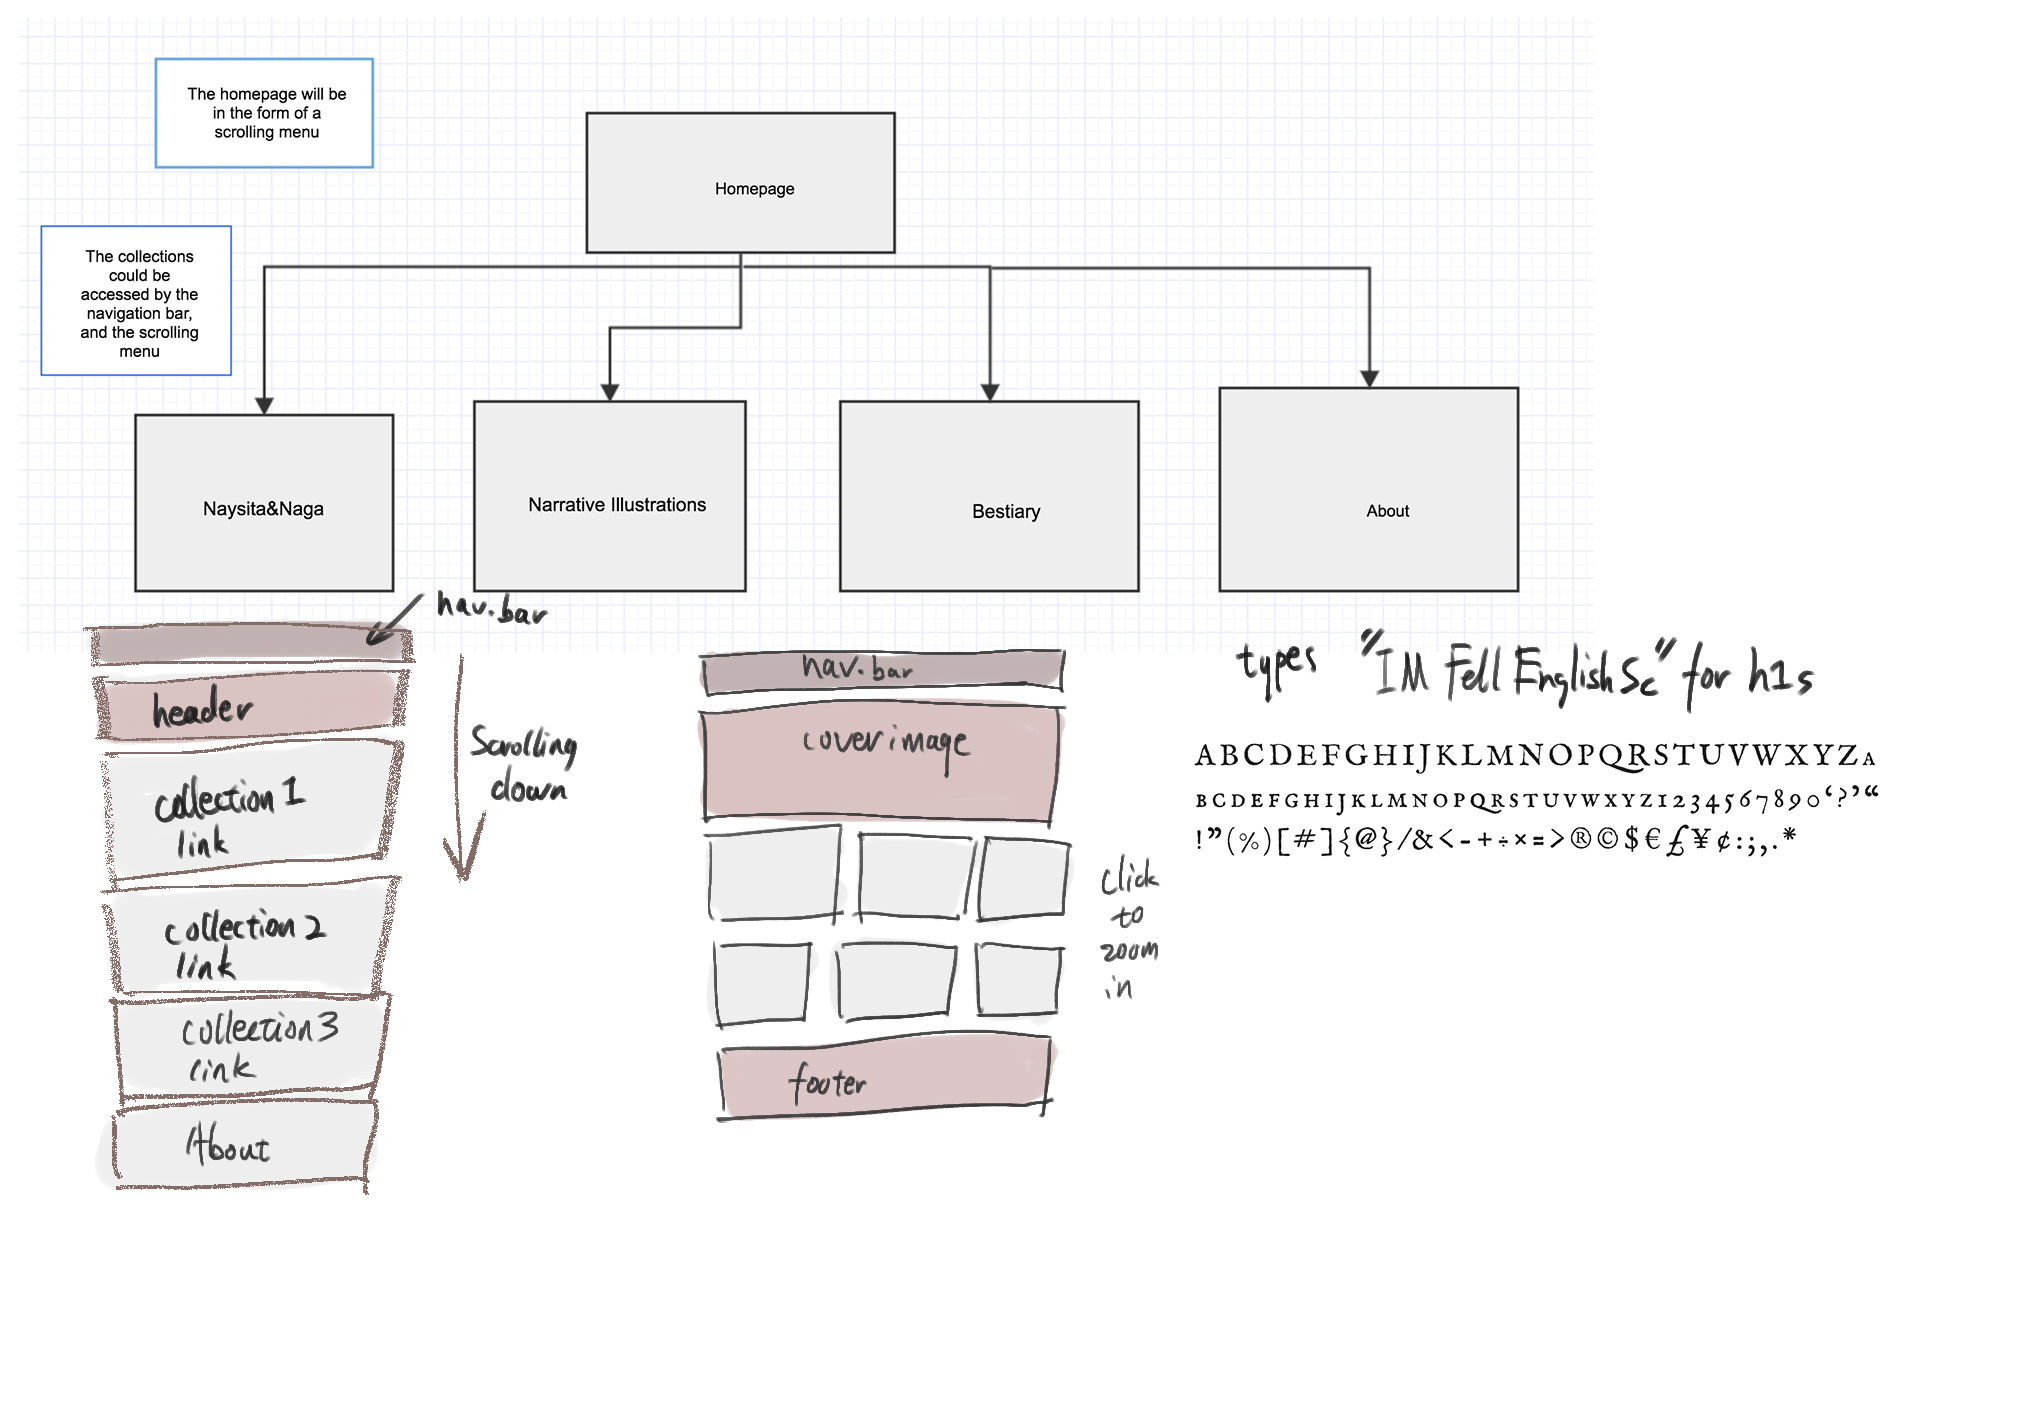 The homepage will be
in the form of a
scrolling menu
Homepage
The collections
could be
accessed by the
navigation bar,
and the scrolling
menu
Naysita&Naga
Narrative Illustrations
Bestiary
About
nav.bar
header
collection 1
link
collection 2
link
collection 3
link
About
Scrolling
down
nav.bar
cover image
click
to
zoom
in
footer
types "IM Fell English Sc" for h1s
ABCDEFGHIJKLMNOPQRSTUVWXYZA
BCDEFGHIJKLMNOPQRSTUVWXYZ1234567890‘?’“
!”(%)[#]{@}/&<-+÷×=>®©$€£¥¢:;,.*